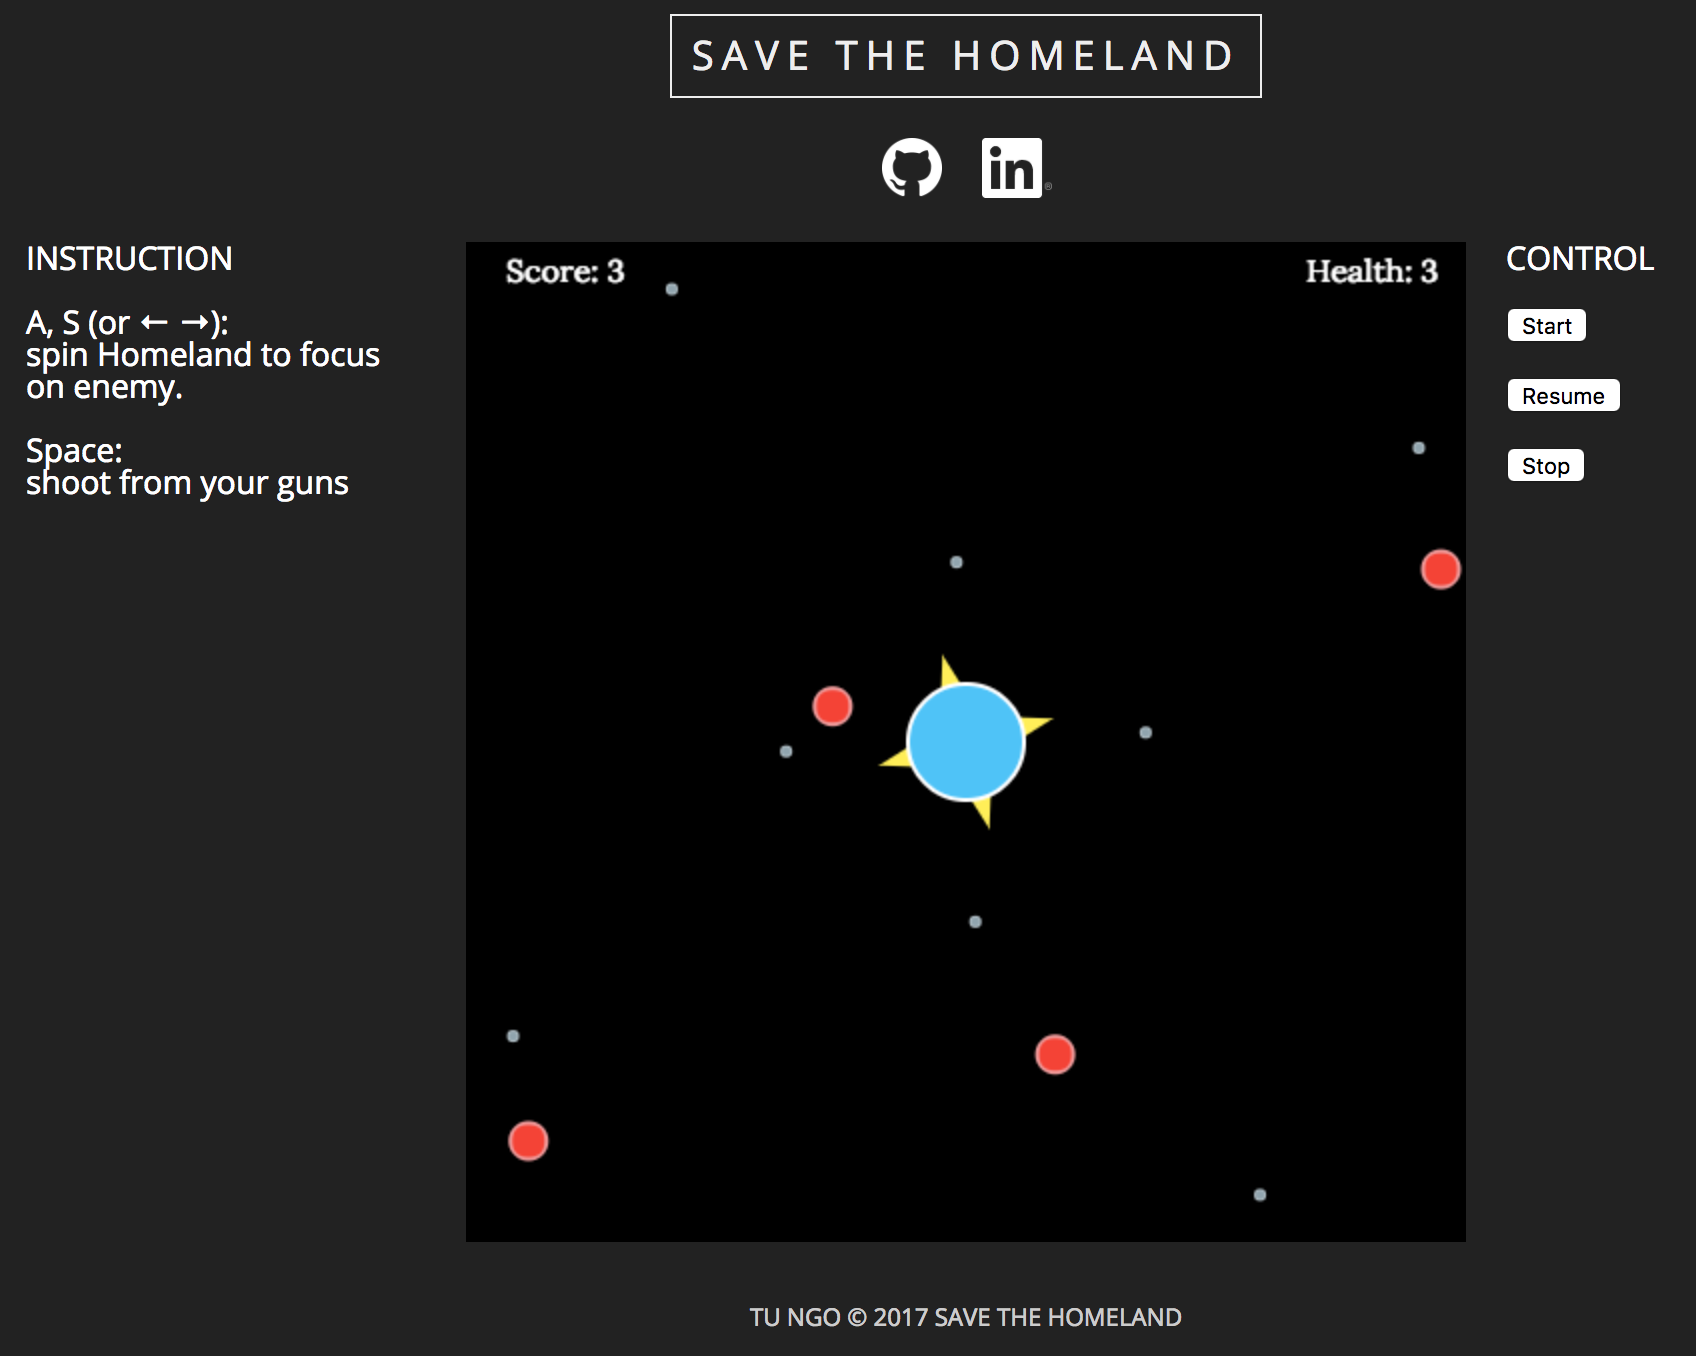 SAVE THE HOMELAND
in
INSTRUCTION
A, S (or ← →):
spin Homeland to focus
on enemy.
Space:
shoot from your guns
Score: 3
Health: 3
CONTROL
Start
Resume
Stop
TU NGO © 2017 SAVE THE HOMELAND